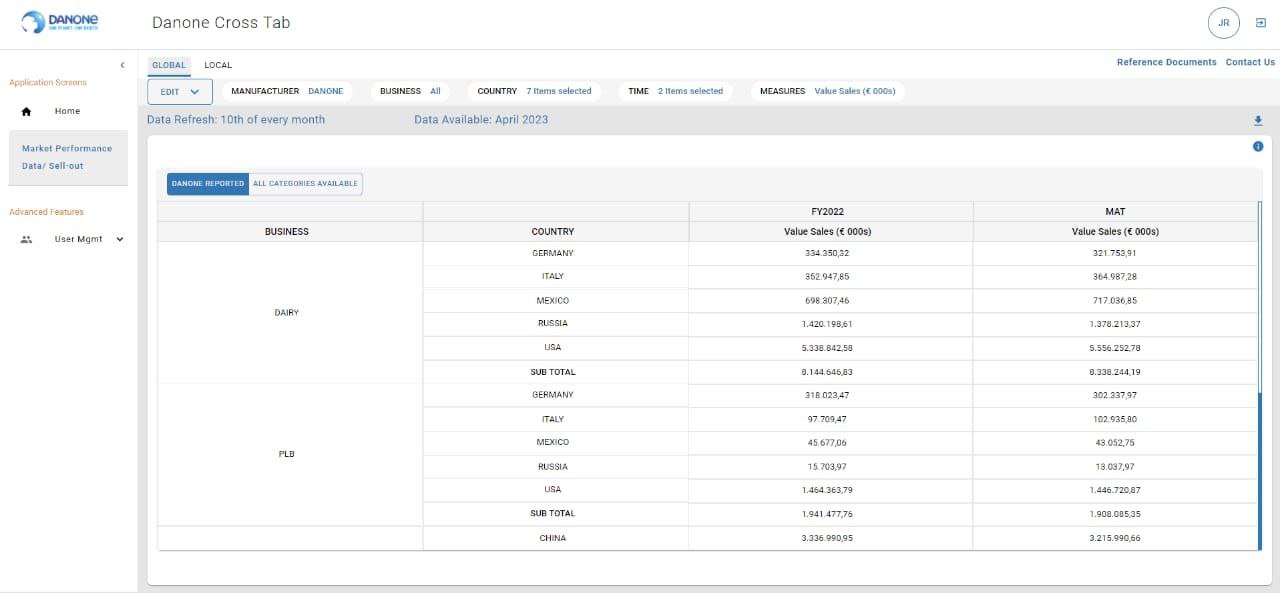 DANONE
ONE PLANET. ONE HEALTH
Danone Cross Tab
JR
GLOBAL LOCAL
Reference Documents Contact Us
Application Screens
Home
Market Performance
Data/ Sell-out
Advanced Features
User Mgmt
EDIT MANUFACTURER DANONE BUSINESS All COUNTRY 7 Items selected TIME 2 Items selected MEASURES Value Sales (€ 000s)
Data Refresh: 10th of every month Data Available: April 2023
DANONE REPORTED ALL CATEGORIES AVAILABLE
FY2022 MAT
BUSINESS COUNTRY Value Sales (€ 000s) Value Sales (€ 000s)
DAIRY
GERMANY 334.350,32 321.753,91
ITALY 352.947,85 364.987,28
MEXICO 698.307,46 717.036,85
RUSSIA 1.420.198,61 1.378.213,37
USA 5.338.842,58 5.556.252,78
SUB TOTAL 8.144.646,83 8.338.244,19
PLB
GERMANY 318.023,47 302.337,97
ITALY 97.709,47 102.935,80
MEXICO 45.677,06 43.052,75
RUSSIA 15.703,97 13.037,97
USA 1.464.363,79 1.446.720,87
SUB TOTAL 1.941.477,76 1.908.085,35
CHINA 3.336.990,95 3.215.990,66